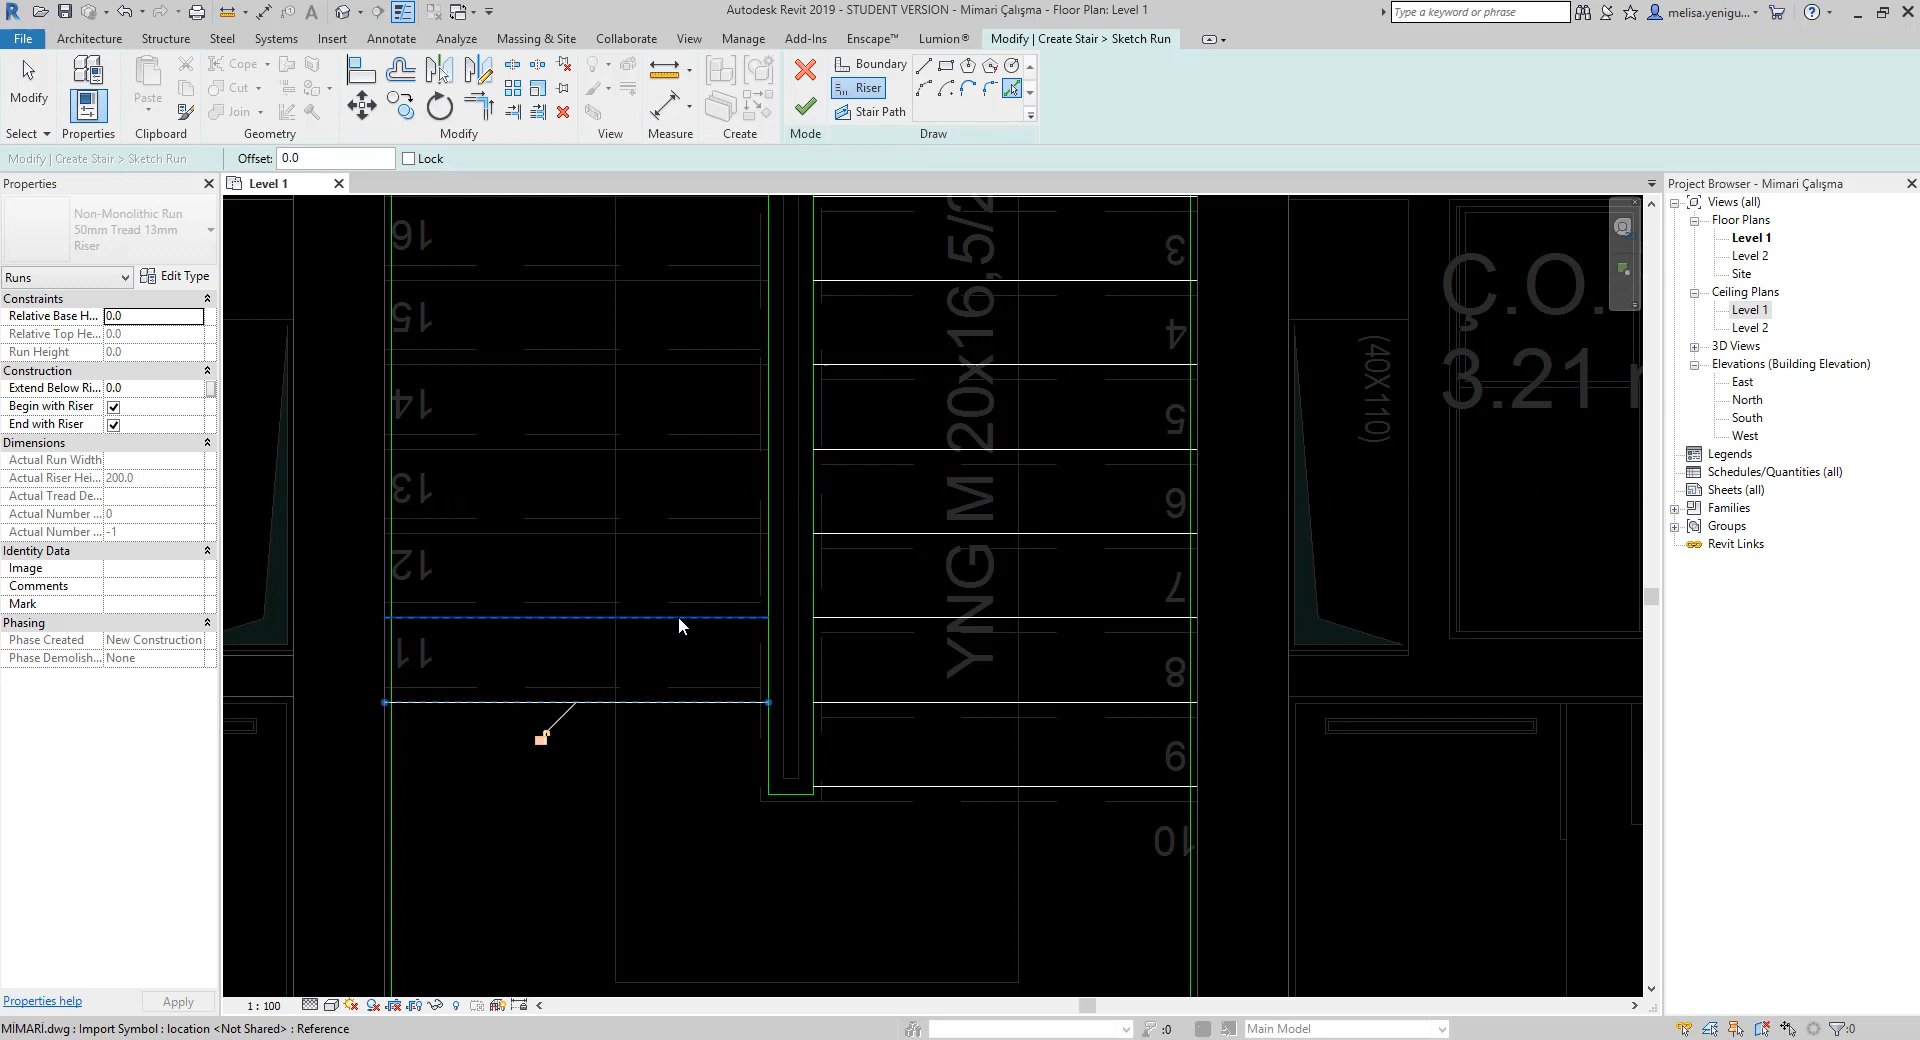 Autodesk Revit 2019 - STUDENT VERSION - Mimari Çalışma - Floor Plan: Level 1
Type a keyword or phrase
melisa.yenigu...
File Architecture Structure Steel Systems Insert Annotate Analyze Massing & Site Collaborate View Manage Add-Ins Enscape™ Lumion® Modify | Create Stair > Sketch Run
Modify
Paste
Cope
Cut
Join
Boundary
Riser
Stair Path
Select Properties Clipboard Geometry Modify View Measure Create Mode Draw
Modify | Create Stair > Sketch Run Offset: 0.0 Lock
Properties
Level 1
Project Browser - Mimari Çalışma
Non-Monolithic Run
50mm Tread 13mm
Riser
Runs Edit Type
Constraints
Relative Base H... 0.0
Relative Top He... 0.0
Run Height 0.0
Construction
Extend Below Ri... 0.0
Begin with Riser
End with Riser
Dimensions
Actual Run Width
Actual Riser Hei... 200.0
Actual Tread De...
Actual Number ... 0
Actual Number ... -1
Identity Data
Image
Comments
Mark
Phasing
Phase Created New Construction
Phase Demolish... None
Properties help Apply
16
15
14
13
12
11
YNG M 20x16,5/2
3
4
5
6
7
8
9
10
(40X110)
Ç.O.
3.21
Views (all)
Floor Plans
Level 1
Level 2
Site
Ceiling Plans
Level 1
Level 2
3D Views
Elevations (Building Elevation)
East
North
South
West
Legends
Schedules/Quantities (all)
Sheets (all)
Families
Groups
Revit Links
1 : 100
MİMARİ.dwg : Import Symbol : location <Not Shared> : Reference
:0
Main Model
:0